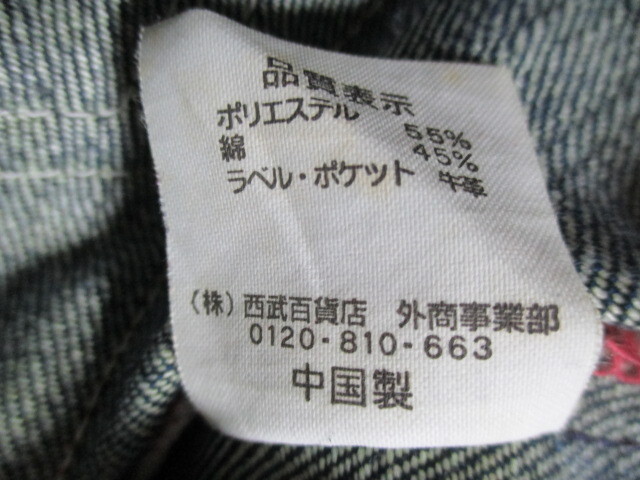 品質表示
ポリエステル 55%
綿 45%
ラベル・ポケット 牛革
(株) 西武百貨店 外商事業部
0120-810-663
中国製